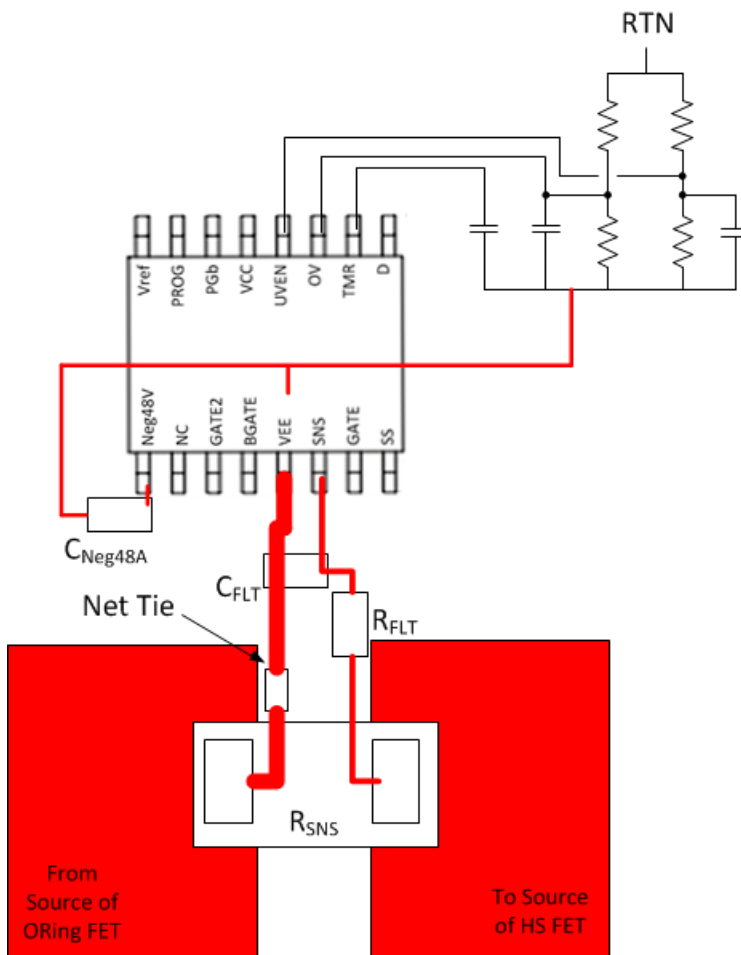 RTN
Vref
PROG
PGb
VCC
UVEN
OV
TMR
D
Neg48V
NC
GATE2
BGATE
VEE
SNS
GATE
SS
CNeg48A
CFLT
Net Tie
RFLT
RSNS
From
Source of
ORing FET
To Source
of HS FET